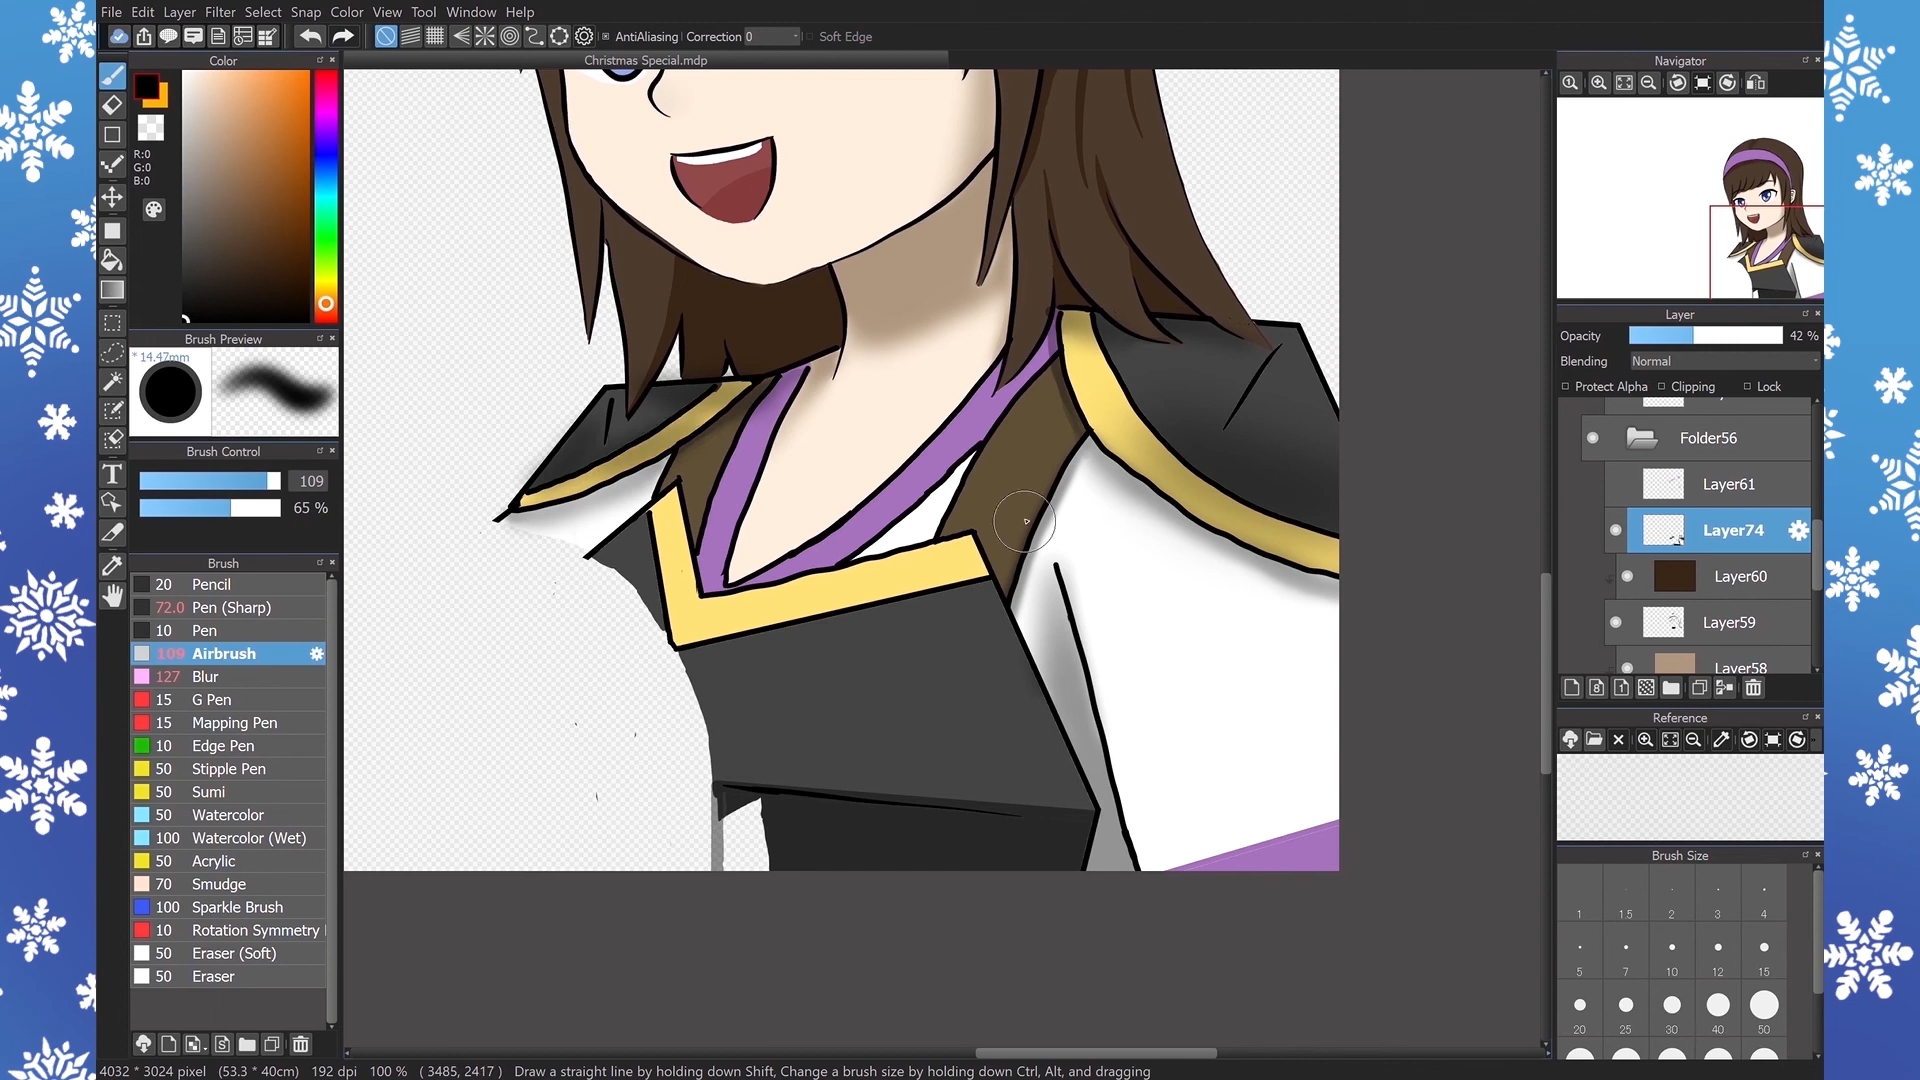 File Edit Layer Filter Select Snap Color View Tool Window Help
AntiAliasing Correction 0 Soft Edge
Color
Christmas Special.mdp
Navigator
R:0
G:0
B:0
Brush Preview
* 14.47mm
Brush Control
109
65 %
Brush
20 Pencil
72.0 Pen (Sharp)
10 Pen
109 Airbrush
127 Blur
15 G Pen
15 Mapping Pen
10 Edge Pen
50 Stipple Pen
50 Sumi
50 Watercolor
100 Watercolor (Wet)
50 Acrylic
70 Smudge
100 Sparkle Brush
10 Rotation Symmetry
50 Eraser (Soft)
50 Eraser
Layer
Opacity 42 %
Blending Normal
Protect Alpha Clipping Lock
Folder56
Layer61
Layer74
Layer60
Layer59
Layer58
Reference
Brush Size
1 1.5 2 3 4
5 7 10 12 15
20 25 30 40 50
4032 * 3024 pixel (53.3 * 40cm) 192 dpi 100 % ( 3485, 2417 ) Draw a straight line by holding down Shift, Change a brush size by holding down Ctrl, Alt, and dragging